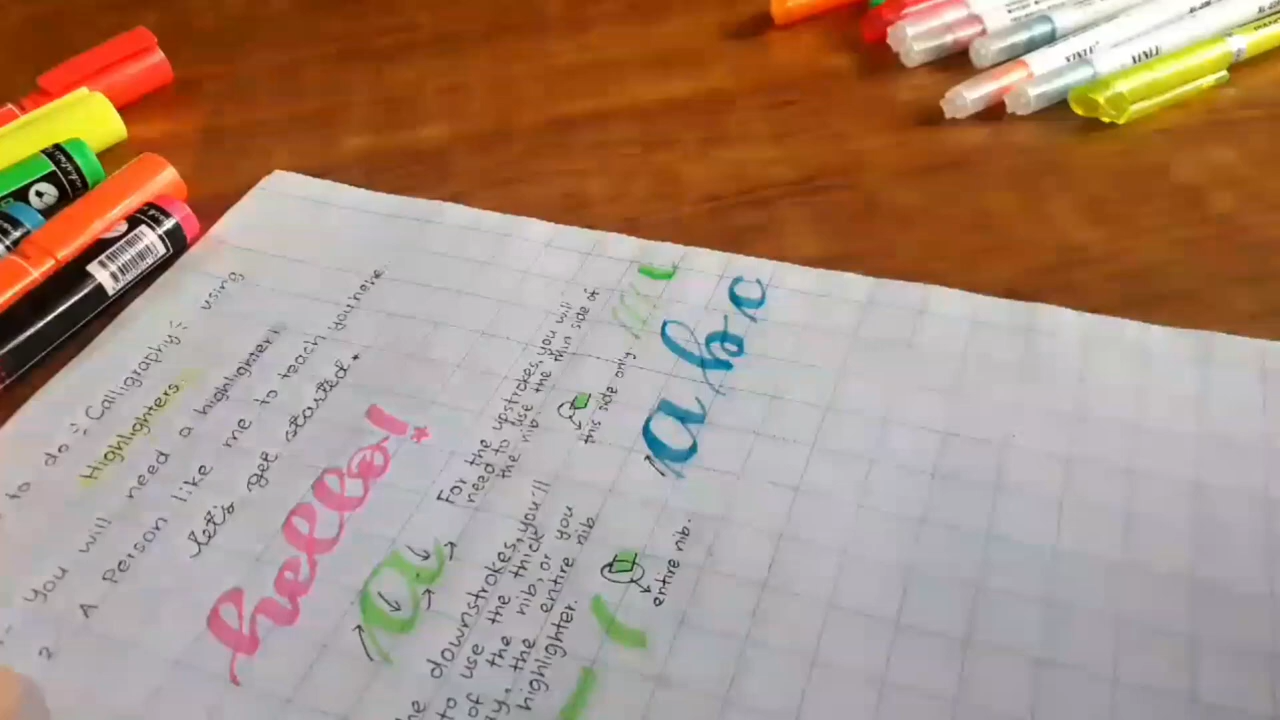 to do :- Calligraphy :- using
Highlighters.
You will need a highlighter!
2 A Person like me to teach you here
let's get started.
hello!
a
For the upstrokes, you will
need to use the thin side of
the nib.
this side only
downstrokes, you'll
to use the thick
of the nib, or you
the entire nib
highlighter.
entire nib.
a b c